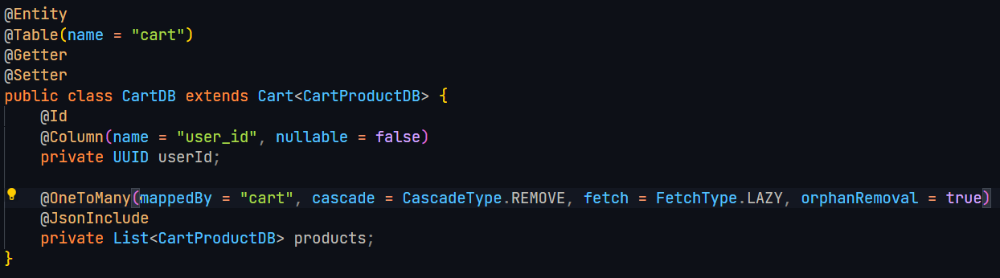 @Entity
@Table(name = "cart")
@Getter
@Setter
public class CartDB extends Cart<CartProductDB> {
    @Id
    @Column(name = "user_id", nullable = false)
    private UUID userId;

    @OneToMany(mappedBy = "cart", cascade = CascadeType.REMOVE, fetch = FetchType.LAZY, orphanRemoval = true)
    @JsonInclude
    private List<CartProductDB> products;
}